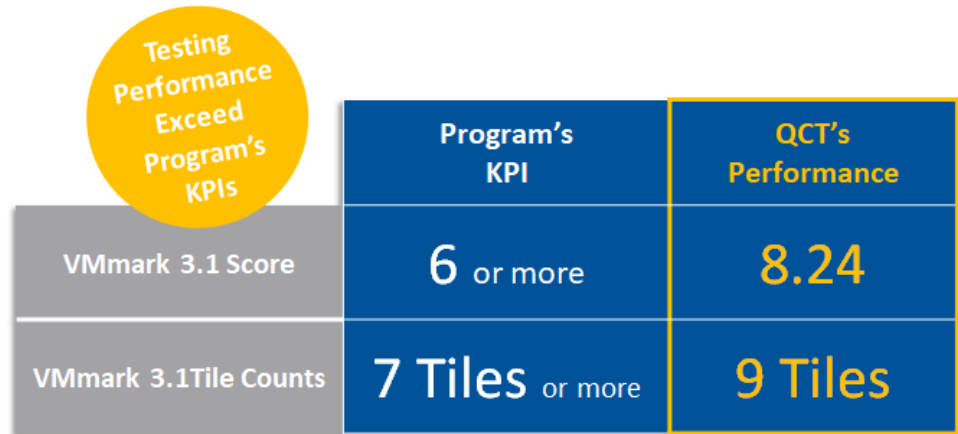 Testing
Performance
Exceed
Program's
KPIs
Program's
KPI
QCT's
Performance
VMmark 3.1 Score
6 or more
8.24
VMmark 3.1Tile Counts
7 Tiles or more
9 Tiles